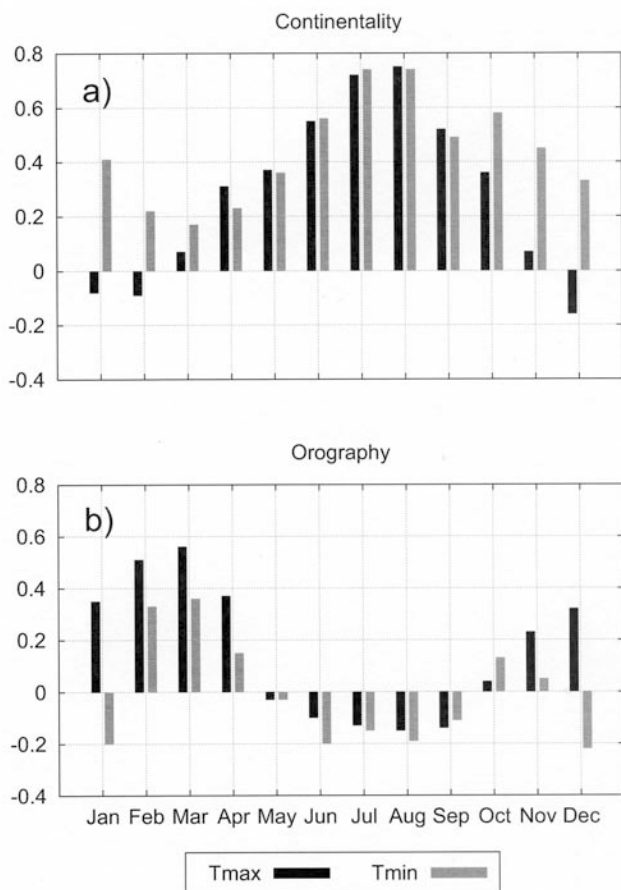 Continentality
0.8
a)
0.6
0.4
0.2
0
-0.2
-0.4
Orography
0.8
b)
0.6
0.4
0.2
0
-0.2
-0.4
Jan Feb Mar Apr May Jun Jul Aug Sep Oct Nov Dec
Tmax Tmin